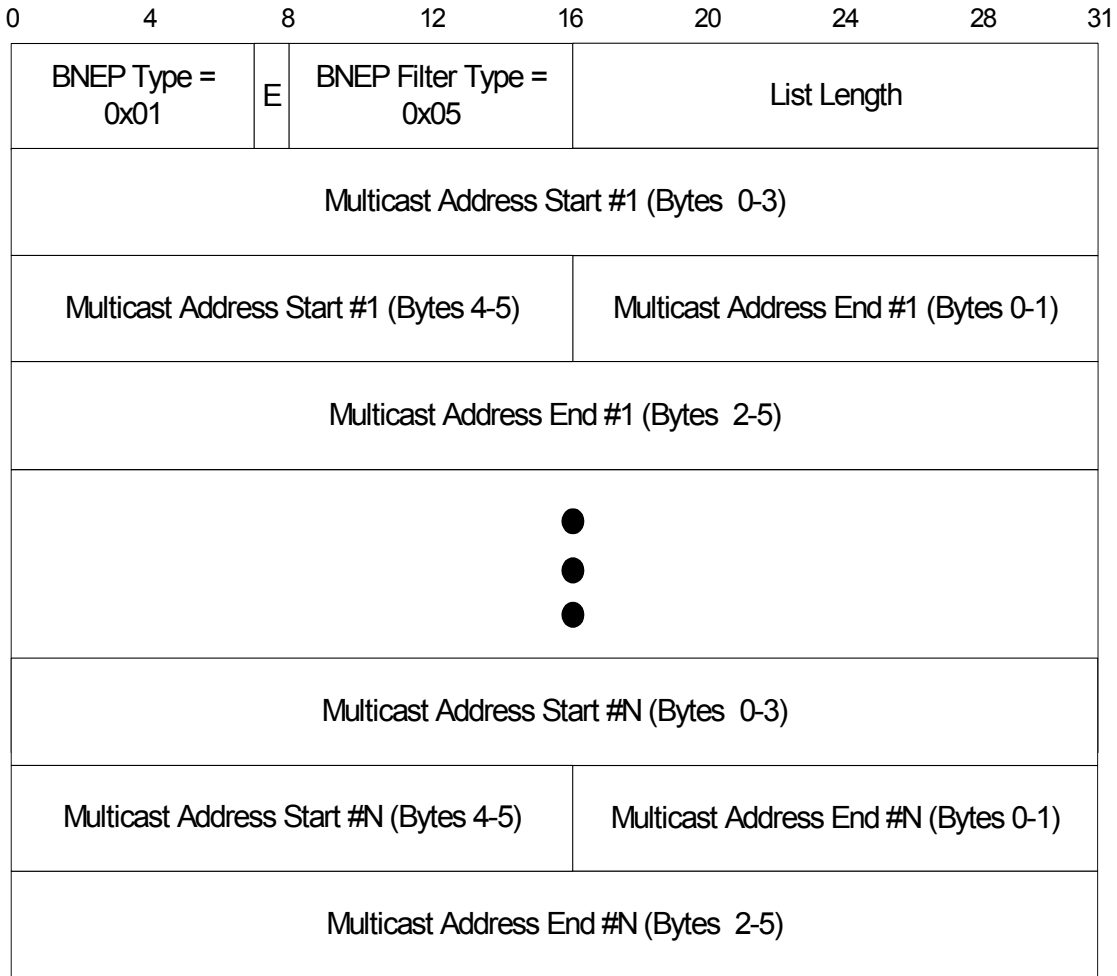 0 4 8 12 16 20 24 28 31
BNEP Type =
0x01
E
BNEP Filter Type =
0x05
List Length
Multicast Address Start #1 (Bytes 0-3)
Multicast Address Start #1 (Bytes 4-5)
Multicast Address End #1 (Bytes 0-1)
Multicast Address End #1 (Bytes 2-5)
Multicast Address Start #N (Bytes 0-3)
Multicast Address Start #N (Bytes 4-5)
Multicast Address End #N (Bytes 0-1)
Multicast Address End #N (Bytes 2-5)